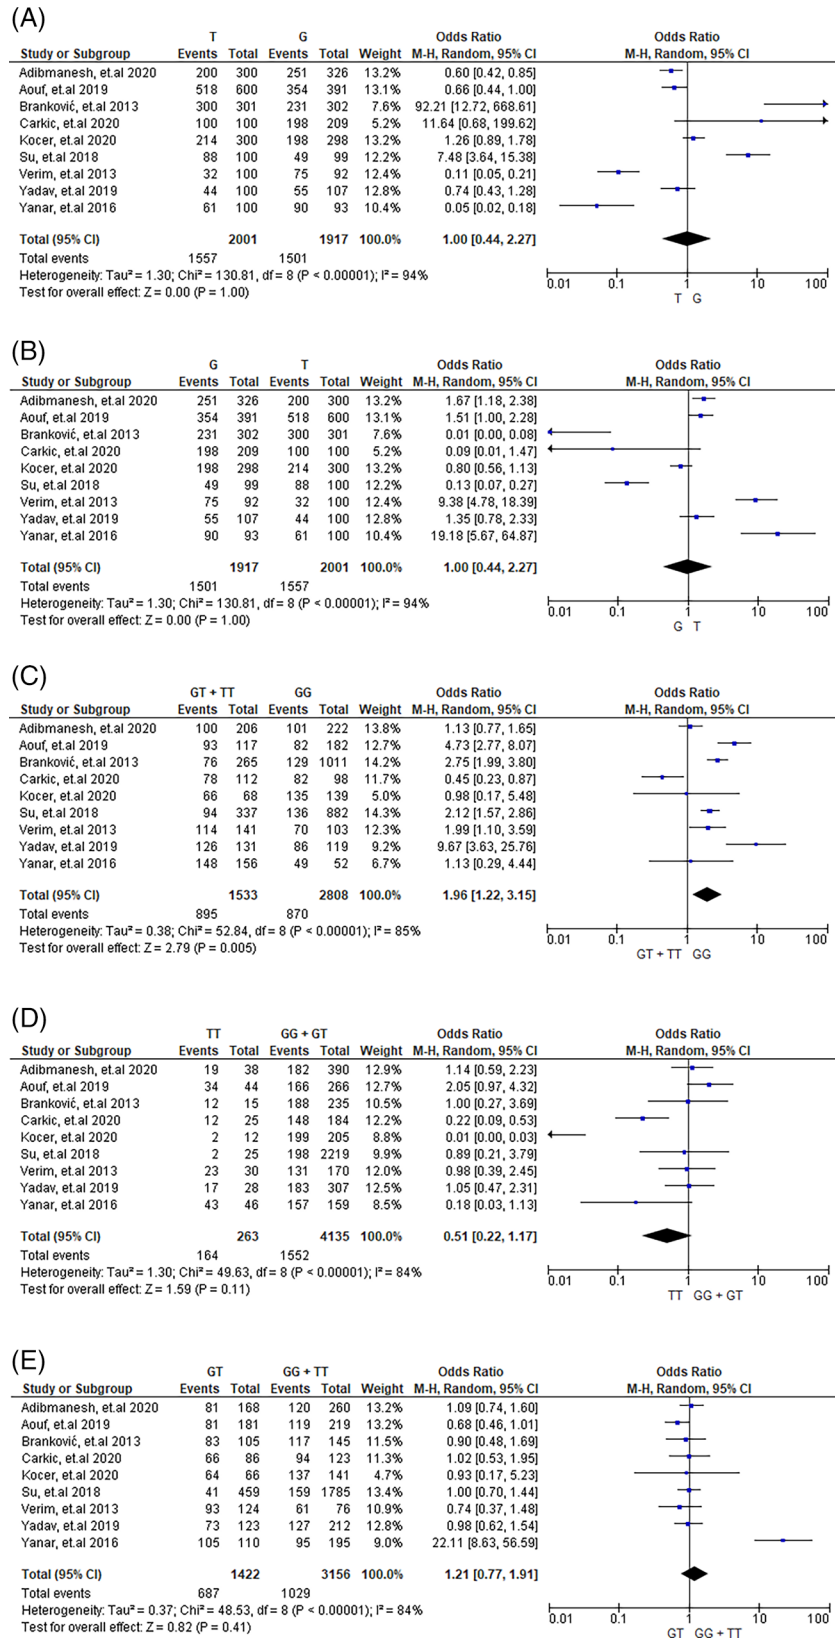 (A)
T G Odds Ratio Odds Ratio
Study or Subgroup Events Total Events Total Weight M-H, Random, 95% CI M-H, Random, 95% CI
Adibmanesh, et.al 2020 200 300 251 326 13.2% 0.60 [0.42, 0.85]
Aouf, et.al 2019 518 600 354 391 13.1% 0.66 [0.44, 1.00]
Branković, et.al 2013 300 301 231 302 7.6% 92.21 [12.72, 668.61]
Carkic, et.al 2020 100 100 198 209 5.2% 11.64 [0.68, 199.62]
Kocer, et.al 2020 214 300 198 298 13.2% 1.26 [0.89, 1.78]
Su, et.al 2018 88 100 49 99 12.2% 7.48 [3.64, 15.38]
Verim, et.al 2013 32 100 75 92 12.4% 0.11 [0.05, 0.21]
Yadav, et.al 2019 44 100 55 107 12.8% 0.74 [0.43, 1.28]
Yanar, et.al 2016 61 100 90 93 10.4% 0.05 [0.02, 0.18]
Total (95% CI) 2001 1917 100.0% 1.00 [0.44, 2.27]
Total events 1557 1501
Heterogeneity: Tau² = 1.30; Chi² = 130.81, df = 8 (P < 0.00001); I² = 94%
Test for overall effect: Z = 0.00 (P = 1.00)
0.01 0.1 1 10 100
T G
(B)
G T Odds Ratio Odds Ratio
Study or Subgroup Events Total Events Total Weight M-H, Random, 95% CI M-H, Random, 95% CI
Adibmanesh, et.al 2020 251 326 200 300 13.2% 1.67 [1.18, 2.38]
Aouf, et.al 2019 354 391 518 600 13.1% 1.51 [1.00, 2.28]
Branković, et.al 2013 231 302 300 301 7.6% 0.01 [0.00, 0.08]
Carkic, et.al 2020 198 209 100 100 5.2% 0.09 [0.01, 1.47]
Kocer, et.al 2020 198 298 214 300 13.2% 0.80 [0.56, 1.13]
Su, et.al 2018 49 99 88 100 12.2% 0.13 [0.07, 0.27]
Verim, et.al 2013 75 92 32 100 12.4% 9.38 [4.78, 18.39]
Yadav, et.al 2019 55 107 44 100 12.8% 1.35 [0.78, 2.33]
Yanar, et.al 2016 90 93 61 100 10.4% 19.18 [5.67, 64.87]
Total (95% CI) 1917 2001 100.0% 1.00 [0.44, 2.27]
Total events 1501 1557
Heterogeneity: Tau² = 1.30; Chi² = 130.81, df = 8 (P < 0.00001); I² = 94%
Test for overall effect: Z = 0.00 (P = 1.00)
0.01 0.1 1 10 100
G T
(C)
GT + TT GG Odds Ratio Odds Ratio
Study or Subgroup Events Total Events Total Weight M-H, Random, 95% CI M-H, Random, 95% CI
Adibmanesh, et.al 2020 100 206 101 222 13.8% 1.13 [0.77, 1.65]
Aouf, et.al 2019 93 117 82 182 12.7% 4.73 [2.77, 8.07]
Branković, et.al 2013 76 265 129 1011 14.2% 2.75 [1.99, 3.80]
Carkic, et.al 2020 78 112 82 98 11.7% 0.45 [0.23, 0.87]
Kocer, et.al 2020 66 68 135 139 5.0% 0.98 [0.17, 5.48]
Su, et.al 2018 94 337 136 882 14.3% 2.12 [1.57, 2.86]
Verim, et.al 2013 114 141 70 103 12.3% 1.99 [1.10, 3.59]
Yadav, et.al 2019 126 131 86 119 9.2% 9.67 [3.63, 25.76]
Yanar, et.al 2016 148 156 49 52 6.7% 1.13 [0.29, 4.44]
Total (95% CI) 1533 2808 100.0% 1.96 [1.22, 3.15]
Total events 895 870
Heterogeneity: Tau² = 0.38; Chi² = 52.84, df = 8 (P < 0.00001); I² = 85%
Test for overall effect: Z = 2.79 (P = 0.005)
0.01 0.1 1 10 100
GT + TT GG
(D)
TT GG + GT Odds Ratio Odds Ratio
Study or Subgroup Events Total Events Total Weight M-H, Random, 95% CI M-H, Random, 95% CI
Adibmanesh, et.al 2020 19 38 182 390 12.9% 1.14 [0.59, 2.23]
Aouf, et.al 2019 34 44 166 266 12.7% 2.05 [0.97, 4.32]
Branković, et.al 2013 12 15 188 235 10.5% 1.00 [0.27, 3.69]
Carkic, et.al 2020 12 25 148 184 12.2% 0.22 [0.09, 0.53]
Kocer, et.al 2020 2 12 199 205 8.8% 0.01 [0.00, 0.03]
Su, et.al 2018 2 25 198 2219 9.9% 0.89 [0.21, 3.79]
Verim, et.al 2013 23 30 131 170 12.0% 0.98 [0.39, 2.45]
Yadav, et.al 2019 17 28 183 307 12.5% 1.05 [0.47, 2.31]
Yanar, et.al 2016 43 46 157 159 8.5% 0.18 [0.03, 1.13]
Total (95% CI) 263 4135 100.0% 0.51 [0.22, 1.17]
Total events 164 1552
Heterogeneity: Tau² = 1.30; Chi² = 49.63, df = 8 (P < 0.00001); I² = 84%
Test for overall effect: Z = 1.59 (P = 0.11)
0.01 0.1 1 10 100
TT GG + GT
(E)
GT GG + TT Odds Ratio Odds Ratio
Study or Subgroup Events Total Events Total Weight M-H, Random, 95% CI M-H, Random, 95% CI
Adibmanesh, et.al 2020 81 168 120 260 13.2% 1.09 [0.74, 1.60]
Aouf, et.al 2019 81 181 119 219 13.2% 0.68 [0.46, 1.01]
Branković, et.al 2013 83 105 117 145 11.5% 0.90 [0.48, 1.69]
Carkic, et.al 2020 66 86 94 123 11.3% 1.02 [0.53, 1.95]
Kocer, et.al 2020 64 66 137 141 4.7% 0.93 [0.17, 5.23]
Su, et.al 2018 41 459 159 1785 13.4% 1.00 [0.70, 1.44]
Verim, et.al 2013 93 124 61 76 10.9% 0.74 [0.37, 1.48]
Yadav, et.al 2019 73 123 127 212 12.8% 0.98 [0.62, 1.54]
Yanar, et.al 2016 105 110 95 195 9.0% 22.11 [8.63, 56.59]
Total (95% CI) 1422 3156 100.0% 1.21 [0.77, 1.91]
Total events 687 1029
Heterogeneity: Tau² = 0.37; Chi² = 48.53, df = 8 (P < 0.00001); I² = 84%
Test for overall effect: Z = 0.82 (P = 0.41)
0.01 0.1 1 10 100
GT GG + TT